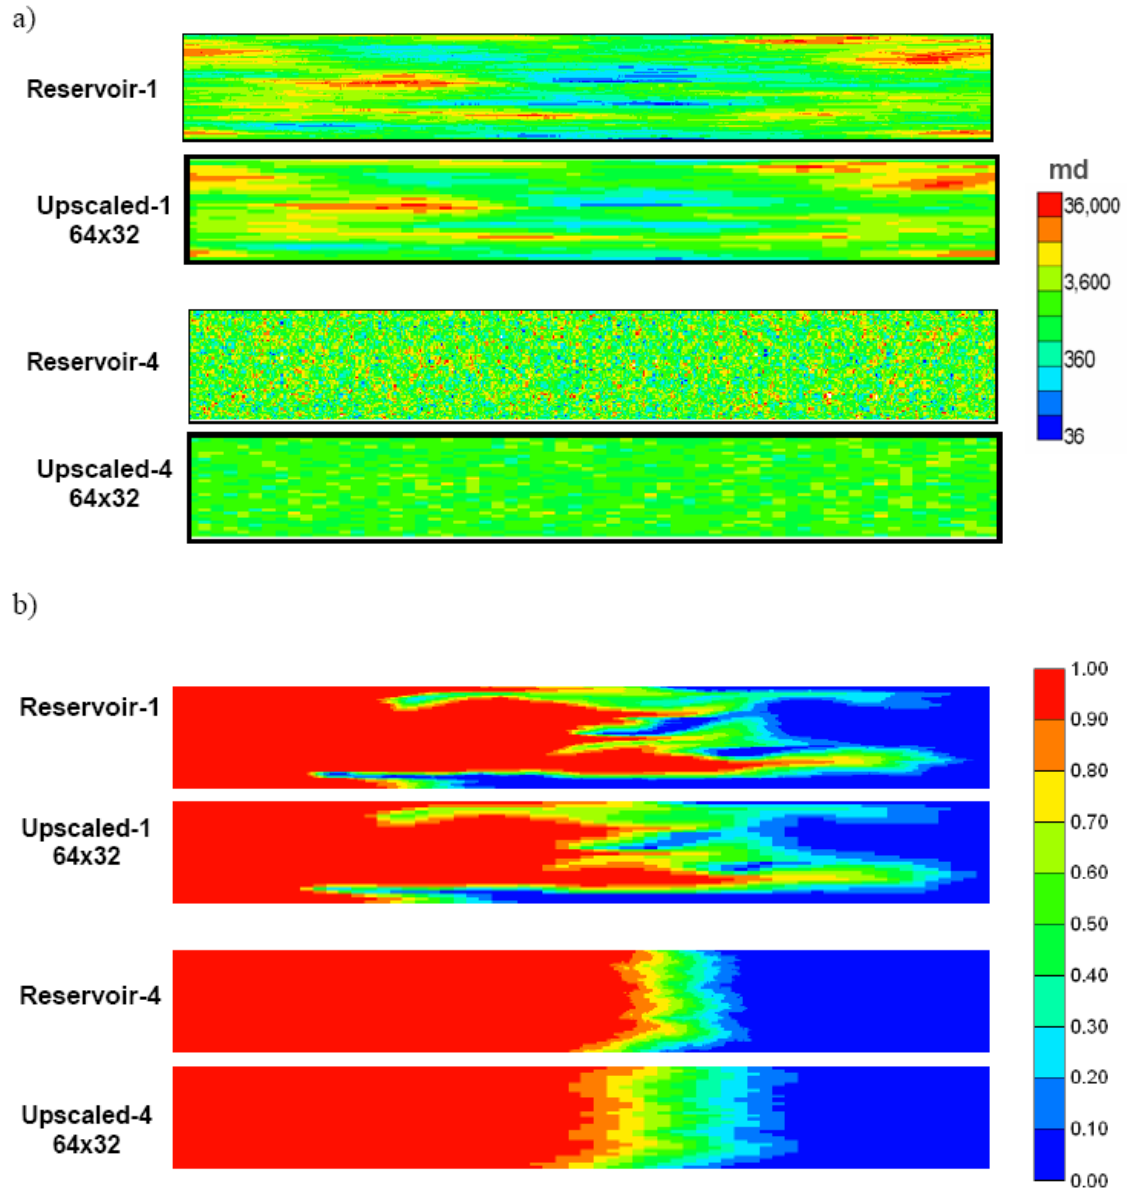 a)
Reservoir-1
Upscaled-1
64x32
md
36,000
3,600
360
36
Reservoir-4
Upscaled-4
64x32
b)
Reservoir-1
Upscaled-1
64x32
Reservoir-4
Upscaled-4
64x32
1.00
0.90
0.80
0.70
0.60
0.50
0.40
0.30
0.20
0.10
0.00